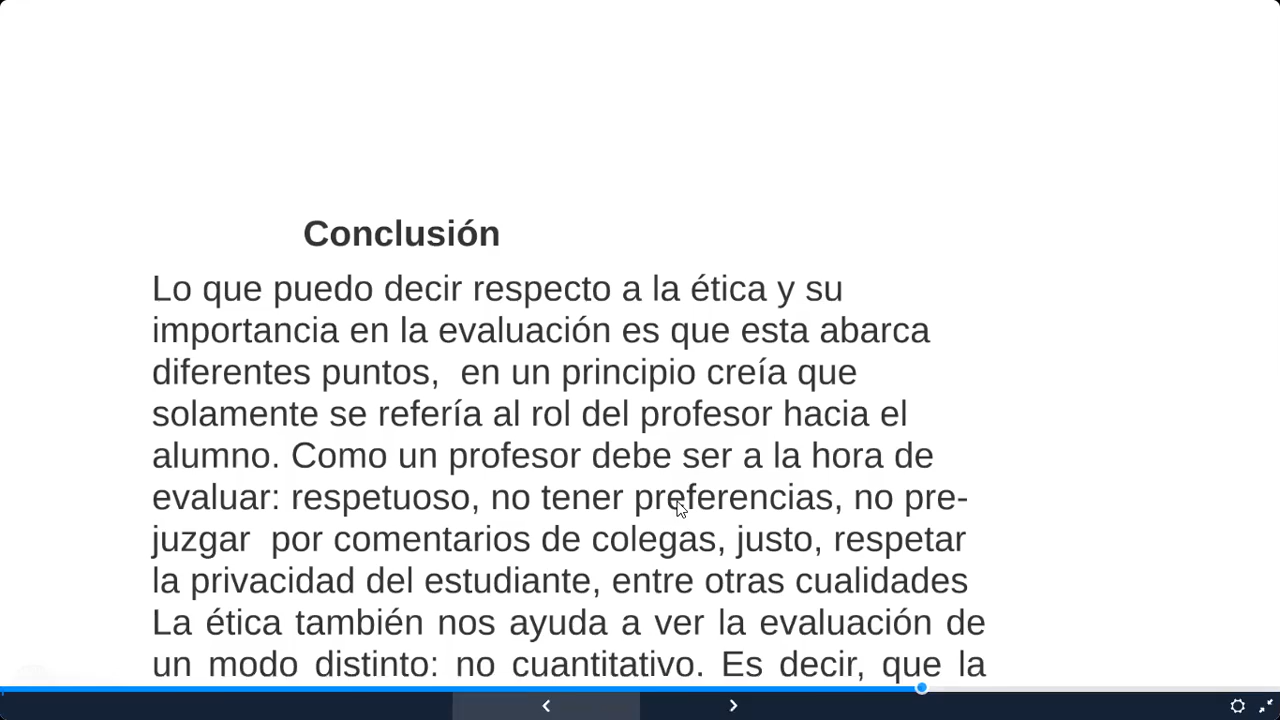 Conclusión
Lo que puedo decir respecto a la ética y su
importancia en la evaluación es que esta abarca
diferentes puntos,  en un principio creía que
solamente se refería al rol del profesor hacia el
alumno. Como un profesor debe ser a la hora de
evaluar: respetuoso, no tener preferencias, no pre-
juzgar  por comentarios de colegas, justo, respetar
la privacidad del estudiante, entre otras cualidades
La ética también nos ayuda a ver la evaluación de
un modo distinto: no cuantitativo. Es decir, que la